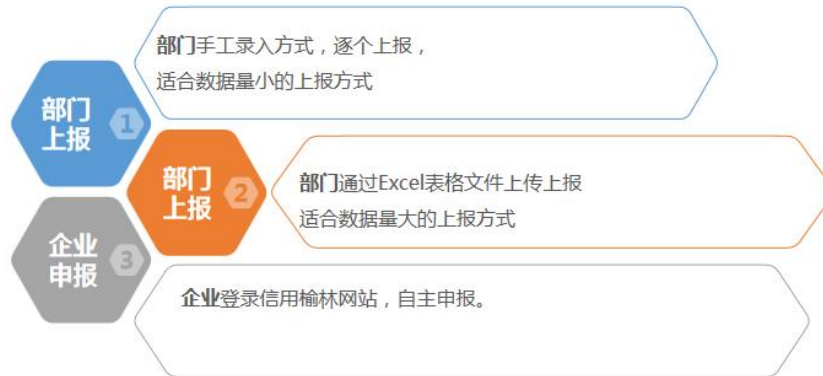 部门手工录入方式，逐个上报，
适合数据量小的上报方式
部门
上报
1
部门
上报
2
部门通过Excel表格文件上传上报
适合数据量大的上报方式
企业
申报
3
企业登录信用榆林网站，自主申报。